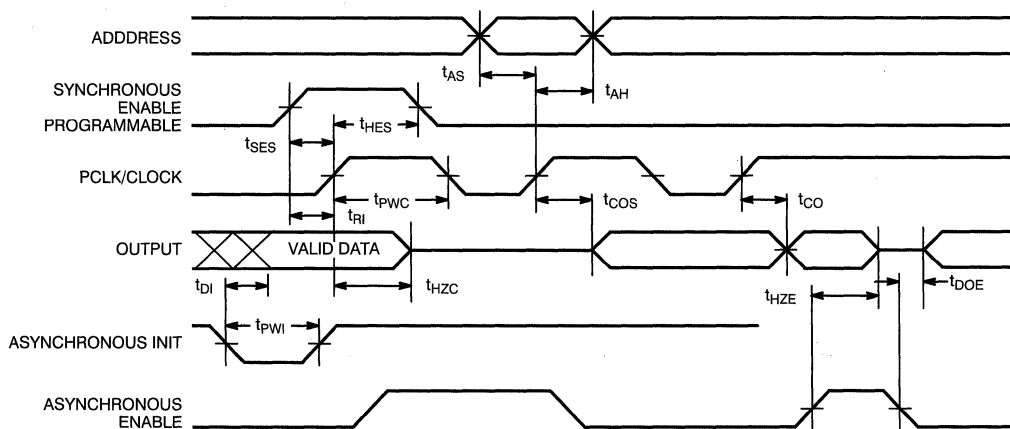 ADDDRESS
tAS
tAH
SYNCHRONOUS
ENABLE
PROGRAMMABLE
tHES
tSES
PCLK/CLOCK
tPWC
tCOS
tCO
tRI
OUTPUT
VALID DATA
tDI
tHZC
tHZE
tDOE
tPWI
ASYNCHRONOUS INIT
ASYNCHRONOUS
ENABLE